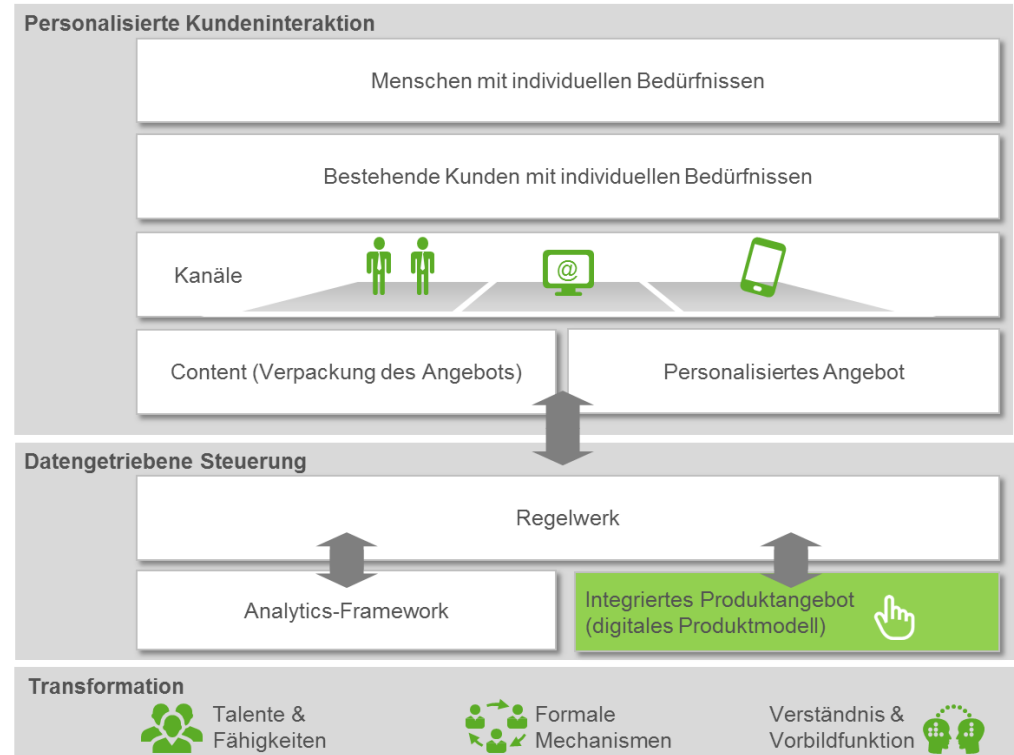 Personalisierte Kundeninteraktion
Menschen mit individuellen Bedürfnissen
Bestehende Kunden mit individuellen Bedürfnissen
Kanäle
@
Content (Verpackung des Angebots)
Personalisiertes Angebot
Datengetriebene Steuerung
Regelwerk
Analytics-Framework
Integriertes Produktangebot
(digitales Produktmodell)
Transformation
Talente &
Fähigkeiten
Formale
Mechanismen
Verständnis &
Vorbildfunktion